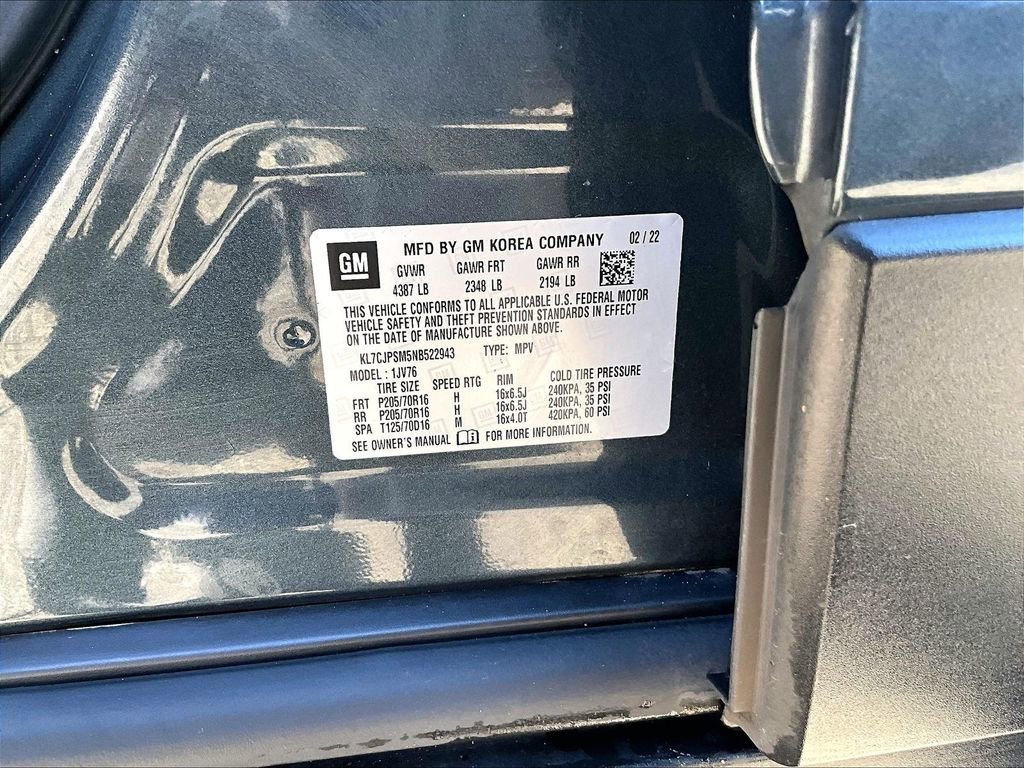 GM
MFD BY GM KOREA COMPANY 02 / 22
GVWR GAWR FRT GAWR RR
4387 LB 2348 LB 2194 LB
THIS VEHICLE CONFORMS TO ALL APPLICABLE U.S. FEDERAL MOTOR
VEHICLE SAFETY AND THEFT PREVENTION STANDARDS IN EFFECT
ON THE DATE OF MANUFACTURE SHOWN ABOVE.
KL7CJPSM5NB522943 TYPE: MPV
MODEL : 1JV76
TIRE SIZE SPEED RTG RIM COLD TIRE PRESSURE
FRT P205/70R16 H 16x6.5J 240KPA, 35 PSI
RR P205/70R16 H 16x6.5J 240KPA, 35 PSI
SPA T125/70D16 M 16x4.0T 420KPA, 60 PSI
SEE OWNER'S MANUAL FOR MORE INFORMATION.